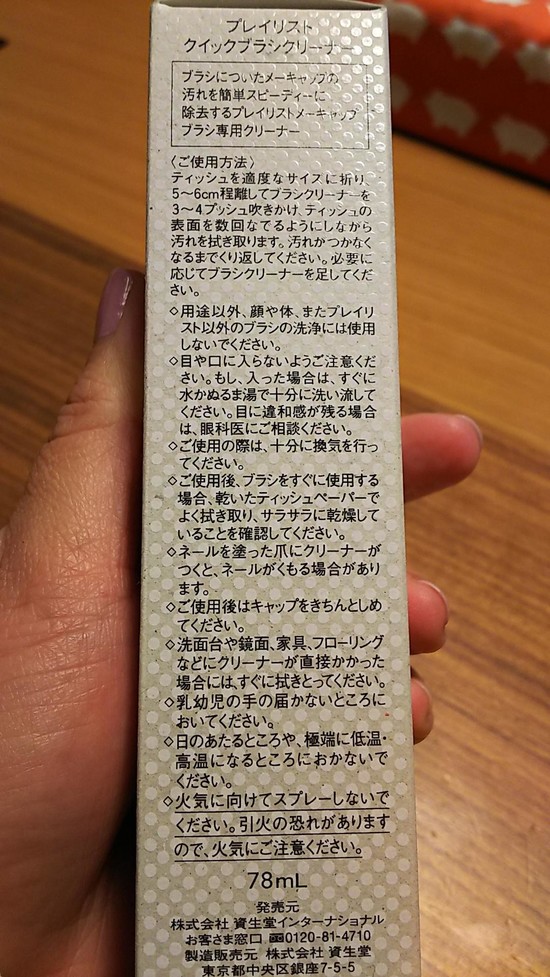 プレイリスト
クイックブラシクリーナー
ブラシについたメーキャップの
汚れを簡単スピーディーに
除去するプレイリストメーキャップ
ブラシ専用クリーナー
〈ご使用方法〉
ティッシュを適度なサイズに折り、
5～6cm程離してブラシクリーナーを
3～4プッシュ吹きかけ、ティッシュの
表面を数回なでるようにしながら
汚れを拭き取ります。汚れがつかなく
なるまでくり返してください。必要に
応じてブラシクリーナーを足してくだ
さい。
◇用途以外、顔や体、またプレイリ
スト以外のブラシの洗浄には使用
しないでください。
◇目や口に入らないようご注意くだ
さい。もし、入った場合は、すぐに
水かぬるま湯で十分に洗い流して
ください。目に違和感が残る場合
は、眼科医にご相談ください。
◇ご使用の際は、十分に換気を行っ
てください。
◇ご使用後、ブラシをすぐに使用する
場合、乾いたティッシュペーパーで
よく拭き取り、サラサラに乾燥して
いることを確認してください。
◇ネールを塗った爪にクリーナーが
つくと、ネールがくもる場合があり
ます。
◇ご使用後はキャップをきちんとしめ
てください。
◇洗面台や鏡面、家具、フローリング
などにクリーナーが直接かかった
場合には、すぐに拭きとってください。
◇乳幼児の手の届かないところに
おいてください。
◇日のあたるところや、極端に低温・
高温になるところにおかないで
ください。
◇火気に向けてスプレーしないで
ください。引火の恐れがあります
ので、火気にご注意ください。
78mL
発売元
株式会社 資生堂インターナショナル
お客さま窓口 0120-81-4710
製造販売元 株式会社 資生堂
東京都中央区銀座7-5-5